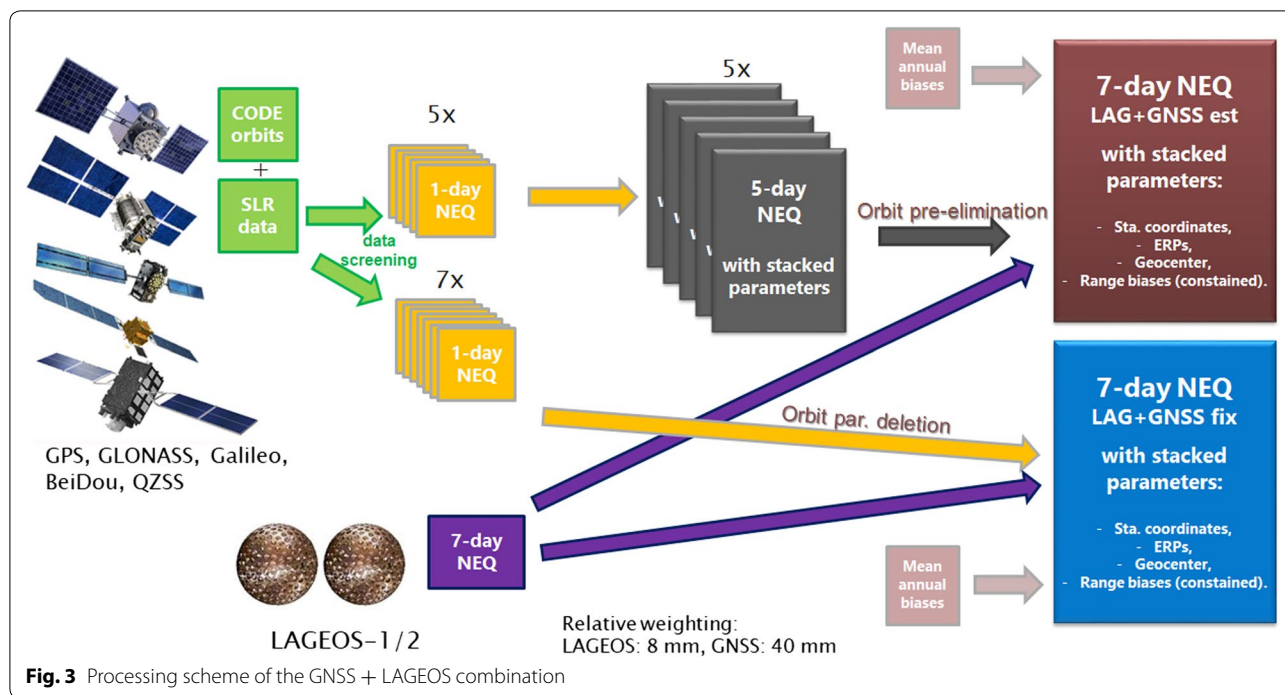 CODE
orbits
+
SLR
data
data
screening
5x
1-day
NEQ
7x
1-day
NEQ
5x
5-day
NEQ
with stacked
parameters
Orbit pre-elimination
Mean
annual
biases
7-day NEQ
LAG+GNSS est
with stacked
parameters:
- Sta. coordinates,
- ERPs,
- Geocenter,
- Range biases (constained).
GPS, GLONASS, Galileo,
BeiDou, QZSS
Orbit par. deletion
7-day NEQ
LAG+GNSS fix
with stacked
parameters:
- Sta. coordinates,
- ERPs,
- Geocenter,
- Range biases (constained).
7-day
NEQ
LAGEOS-1/2
Mean
annual
biases
Relative weighting:
LAGEOS: 8 mm, GNSS: 40 mm
Fig. 3 Processing scheme of the GNSS + LAGEOS combination